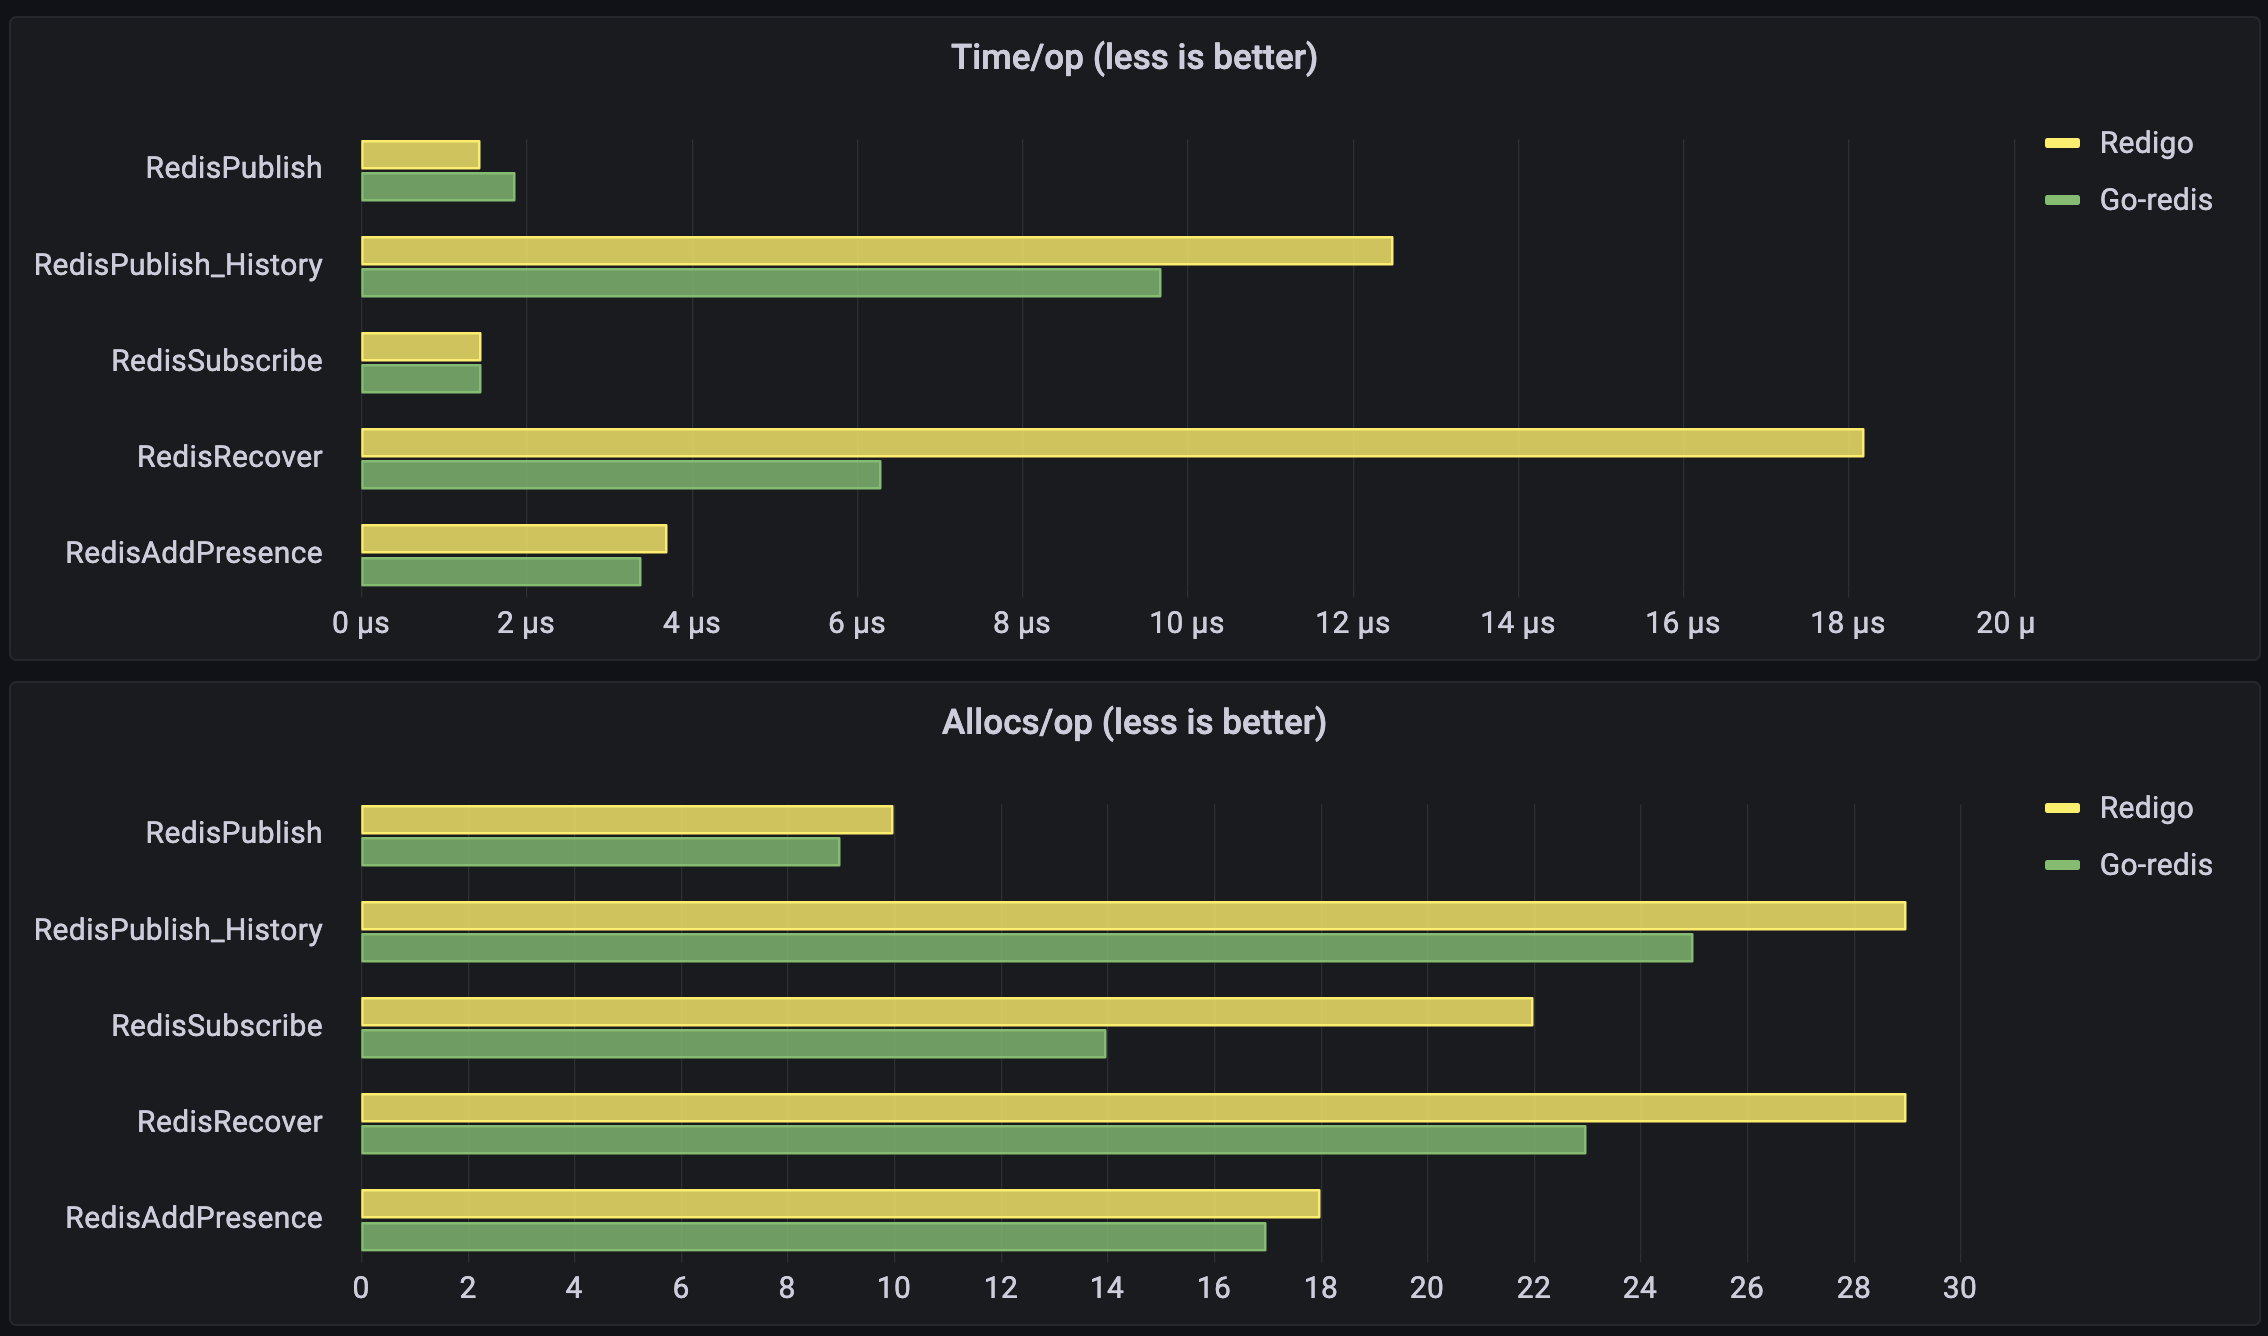 Time/op (less is better)
Redigo
Go-redis
RedisPublish
RedisPublish_History
RedisSubscribe
RedisRecover
RedisAddPresence
0 µs 2 µs 4 µs 6 µs 8 µs 10 µs 12 µs 14 µs 16 µs 18 µs 20 µ
Allocs/op (less is better)
Redigo
Go-redis
RedisPublish
RedisPublish_History
RedisSubscribe
RedisRecover
RedisAddPresence
0 2 4 6 8 10 12 14 16 18 20 22 24 26 28 30